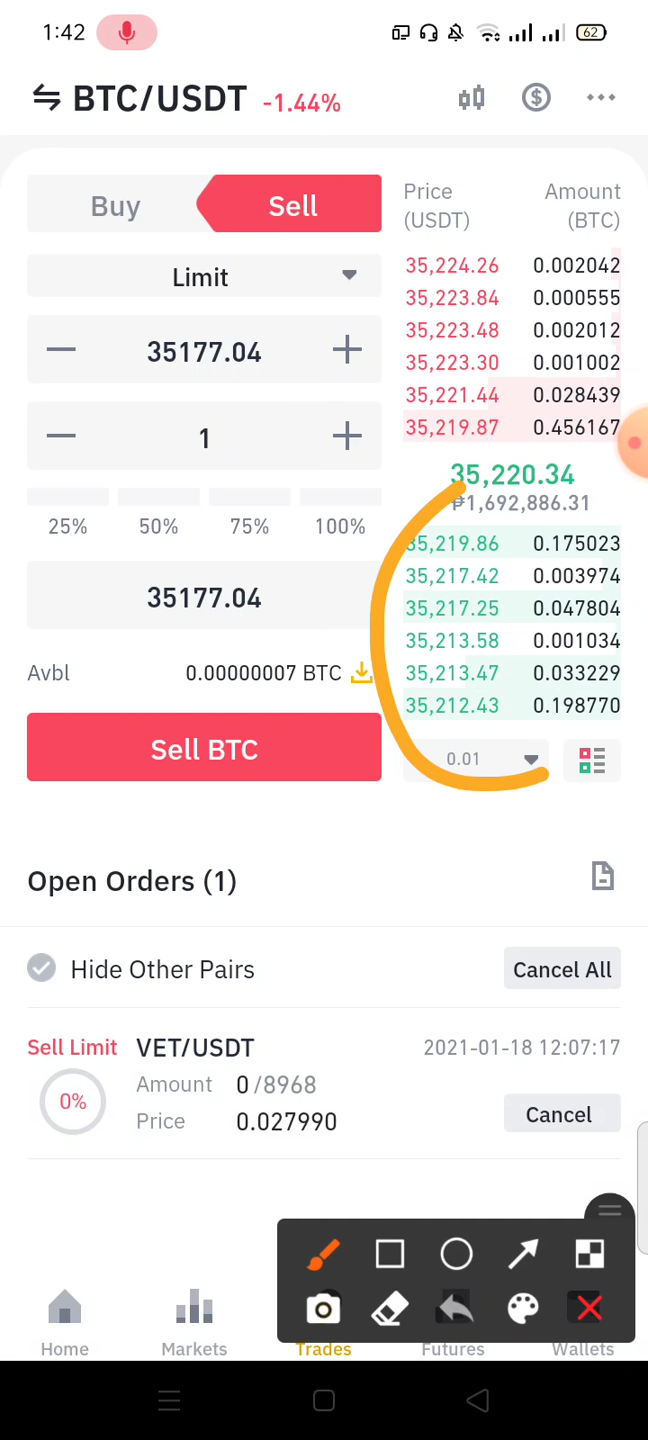 1:42
62
BTC/USDT -1.44%
Buy Sell
Price (USDT) Amount (BTC)
Limit
35177.04
1
25% 50% 75% 100%
35177.04
Avbl 0.00000007 BTC
Sell BTC
35,224.26 0.002042
35,223.84 0.000555
35,223.48 0.002012
35,223.30 0.001002
35,221.44 0.028439
35,219.87 0.456167
35,220.34
₱1,692,886.31
35,219.86 0.175023
35,217.42 0.003974
35,217.25 0.047804
35,213.58 0.001034
35,213.47 0.033229
35,212.43 0.198770
0.01
Open Orders (1)
Hide Other Pairs Cancel All
Sell Limit VET/USDT 2021-01-18 12:07:17
0% Amount 0 /8968
Price 0.027990 Cancel
Home Markets Trades Futures Wallets